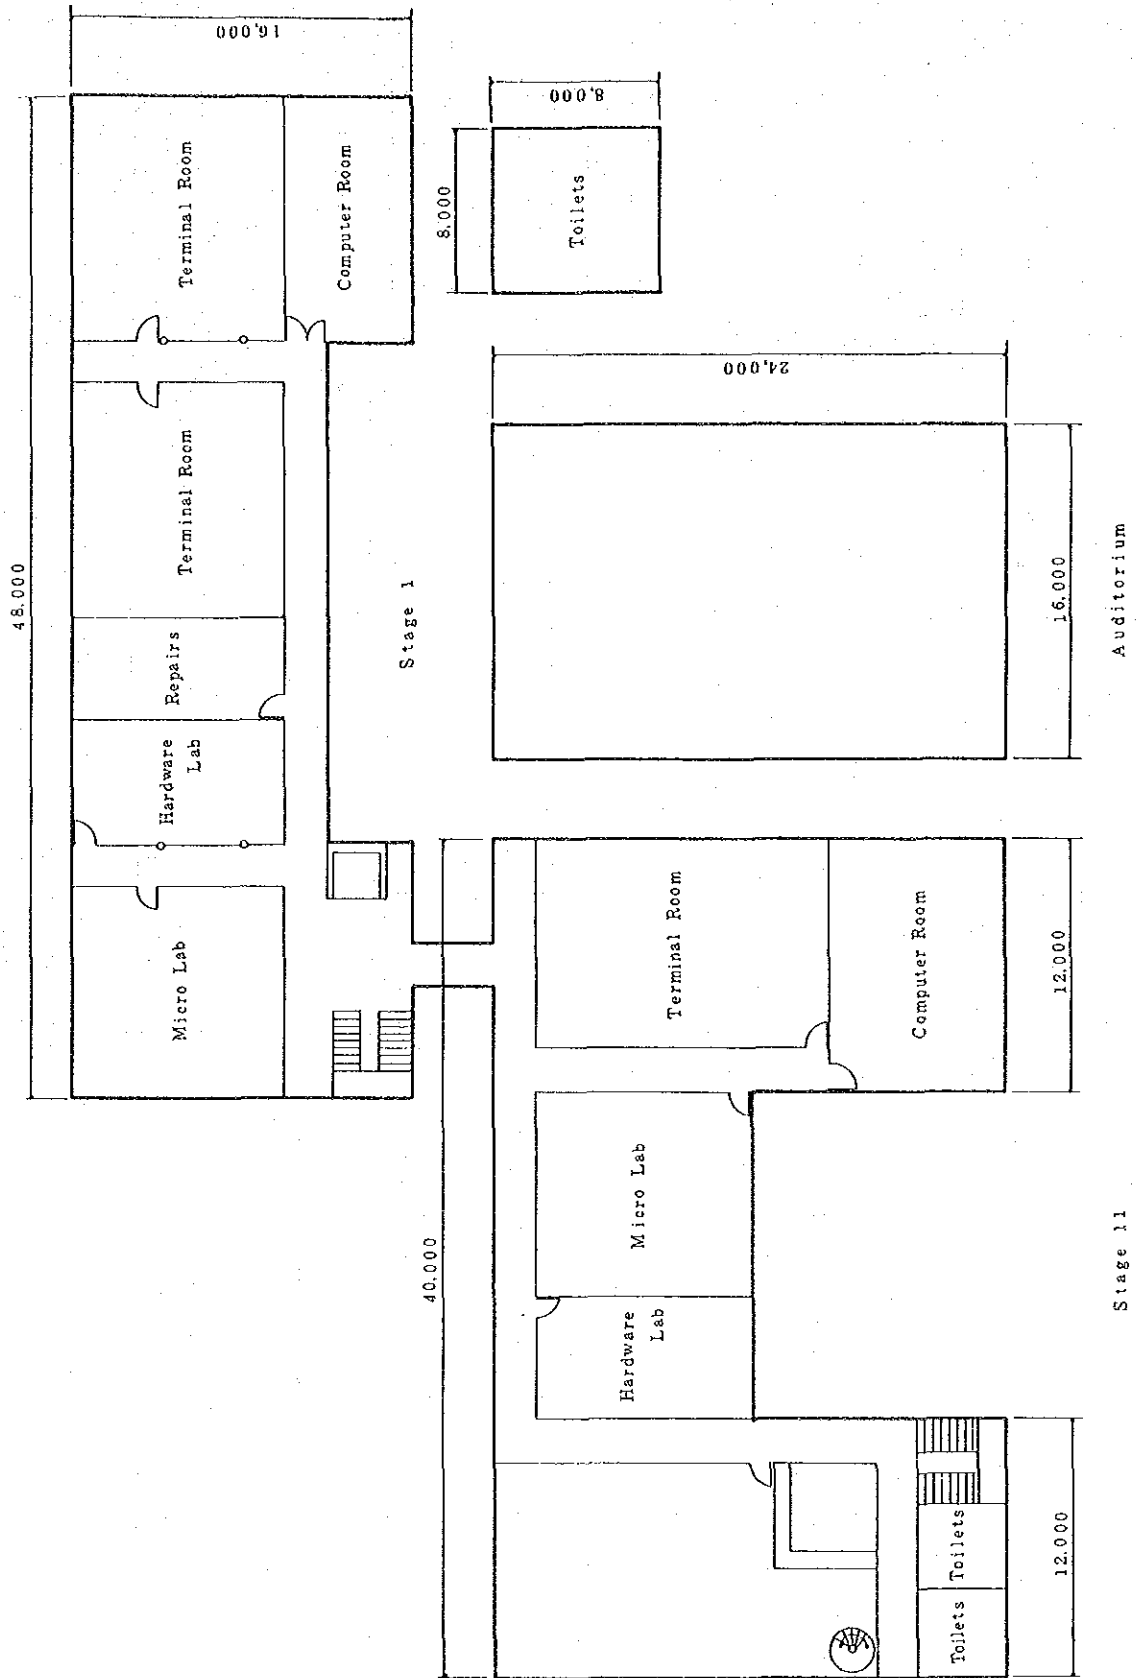 48.000
16,000
Terminal Room
Computer Room
Terminal Room
Repairs
Hardware
Lab
Micro Lab
Stage 1
8.000
8,000
Toilets
24,000
16.000
Auditorium
40.000
Terminal Room
Computer Room
12.000
Micro Lab
Hardware
Lab
Stage 11
Toilets
Toilets
12.000